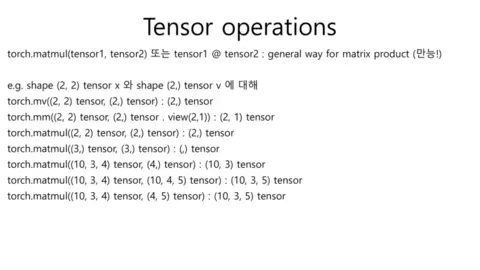 Tensor operations
torch.matmul(tensor1, tensor2) 또는 tensor1 @ tensor2 : general way for matrix product (만능!)
e.g. shape (2, 2) tensor x 와 shape (2,) tensor v 에 대해
torch.mv((2, 2) tensor, (2,) tensor) : (2,) tensor
torch.mm((2, 2) tensor, (2,) tensor . view(2,1)) : (2, 1) tensor
torch.matmul((2, 2) tensor, (2,) tensor) : (2,) tensor
torch.matmul((3,) tensor, (3,) tensor) : (,) tensor
torch.matmul((10, 3, 4) tensor, (4,) tensor) : (10, 3) tensor
torch.matmul((10, 3, 4) tensor, (10, 4, 5) tensor) : (10, 3, 5) tensor
torch.matmul((10, 3, 4) tensor, (4, 5) tensor) : (10, 3, 5) tensor